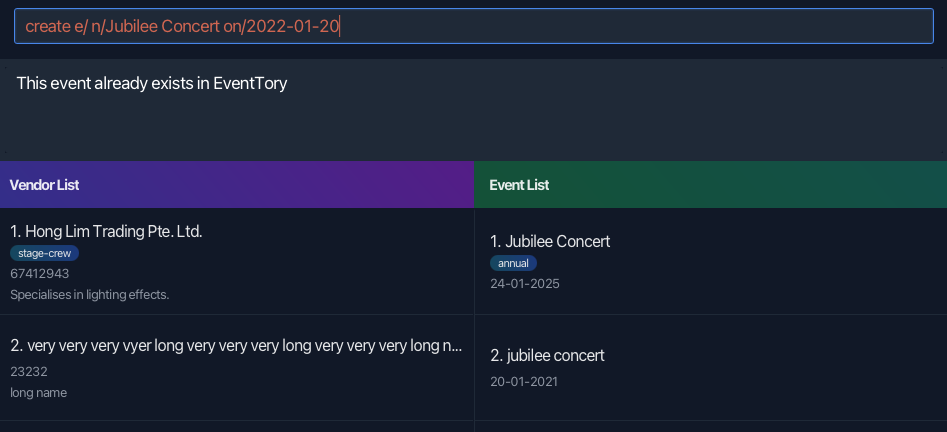 create e/ n/Jubilee Concert on/2022-01-20
This event already exists in EventTory
Vendor List
Event List
1. Hong Lim Trading Pte. Ltd.
stage-crew
67412943
Specialises in lighting effects.
1. Jubilee Concert
annual
24-01-2025
2. very very very vyer long very very very long very very very long n...
23232
long name
2. jubilee concert
20-01-2021